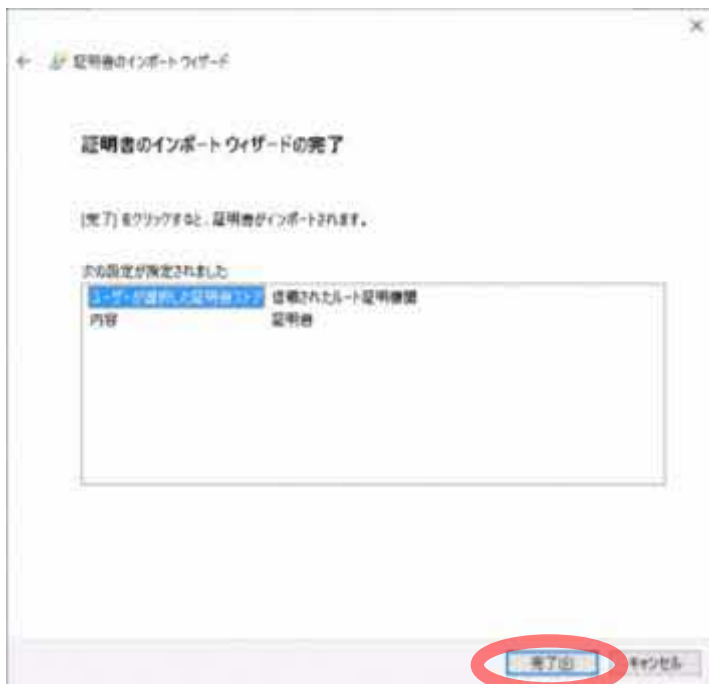 証明書のインポート ウィザード
証明書のインポート ウィザードの完了
[完了] をクリックすると、証明書がインポートされます。
次の設定が指定されました
ユーザーが選択した証明書ストア 信頼されたルート証明機関
内容 証明書
完了(F) キャンセル